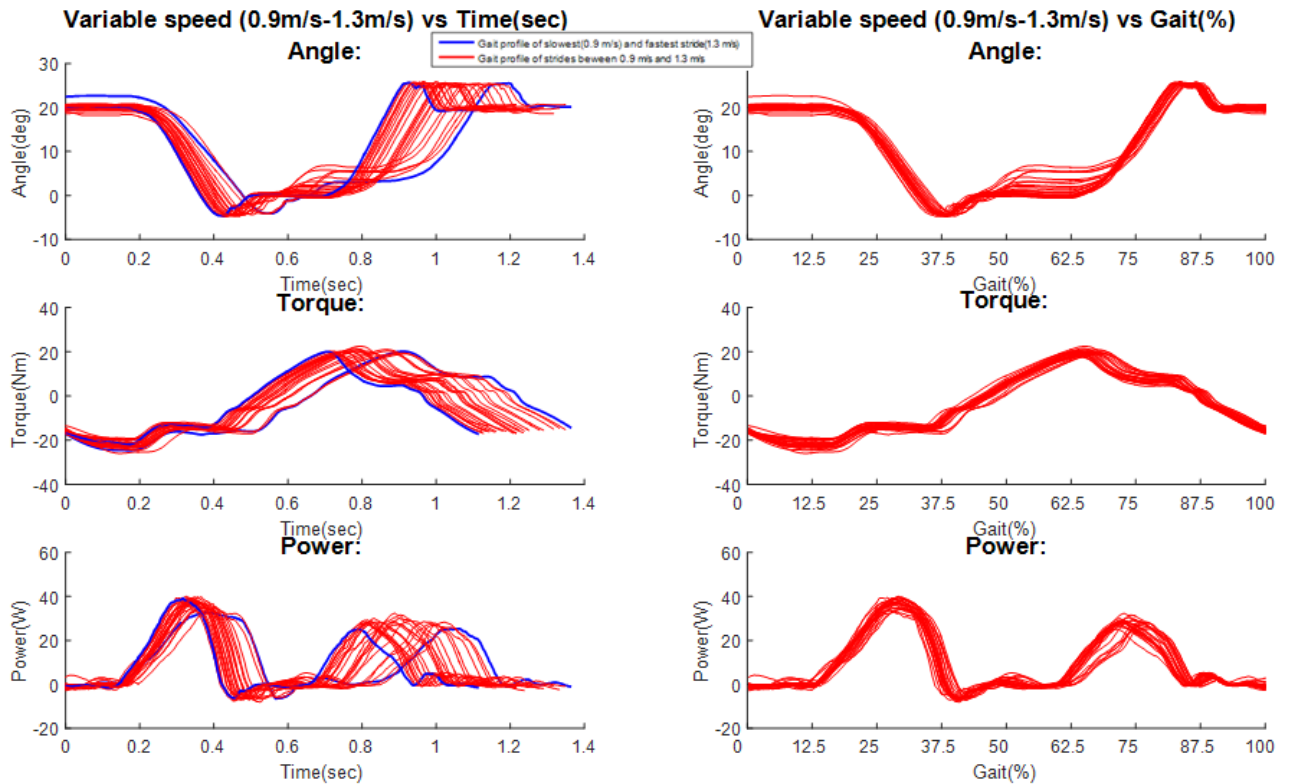 Variable speed (0.9m/s-1.3m/s) vs Time(sec)
Variable speed (0.9m/s-1.3m/s) vs Gait(%)
Gait profile of slowest(0.9 m/s) and fastest stride(1.3 m/s)
Gait profile of strides beween 0.9 m/s and 1.3 m/s
Angle:
Angle(deg)
30
20
10
0
-10
0 0.2 0.4 0.6 0.8 1 1.2 1.4
Time(sec)
Angle:
Angle(deg)
30
20
10
0
-10
0 12.5 25 37.5 50 62.5 75 87.5 100
Gait(%)
Torque:
Torque(Nm)
40
20
0
-20
-40
0 0.2 0.4 0.6 0.8 1 1.2 1.4
Time(sec)
Torque:
Torque(Nm)
40
20
0
-20
-40
0 12.5 25 37.5 50 62.5 75 87.5 100
Gait(%)
Power:
Power(W)
60
40
20
0
-20
0 0.2 0.4 0.6 0.8 1 1.2 1.4
Time(sec)
Power:
Power(W)
60
40
20
0
-20
0 12.5 25 37.5 50 62.5 75 87.5 100
Gait(%)